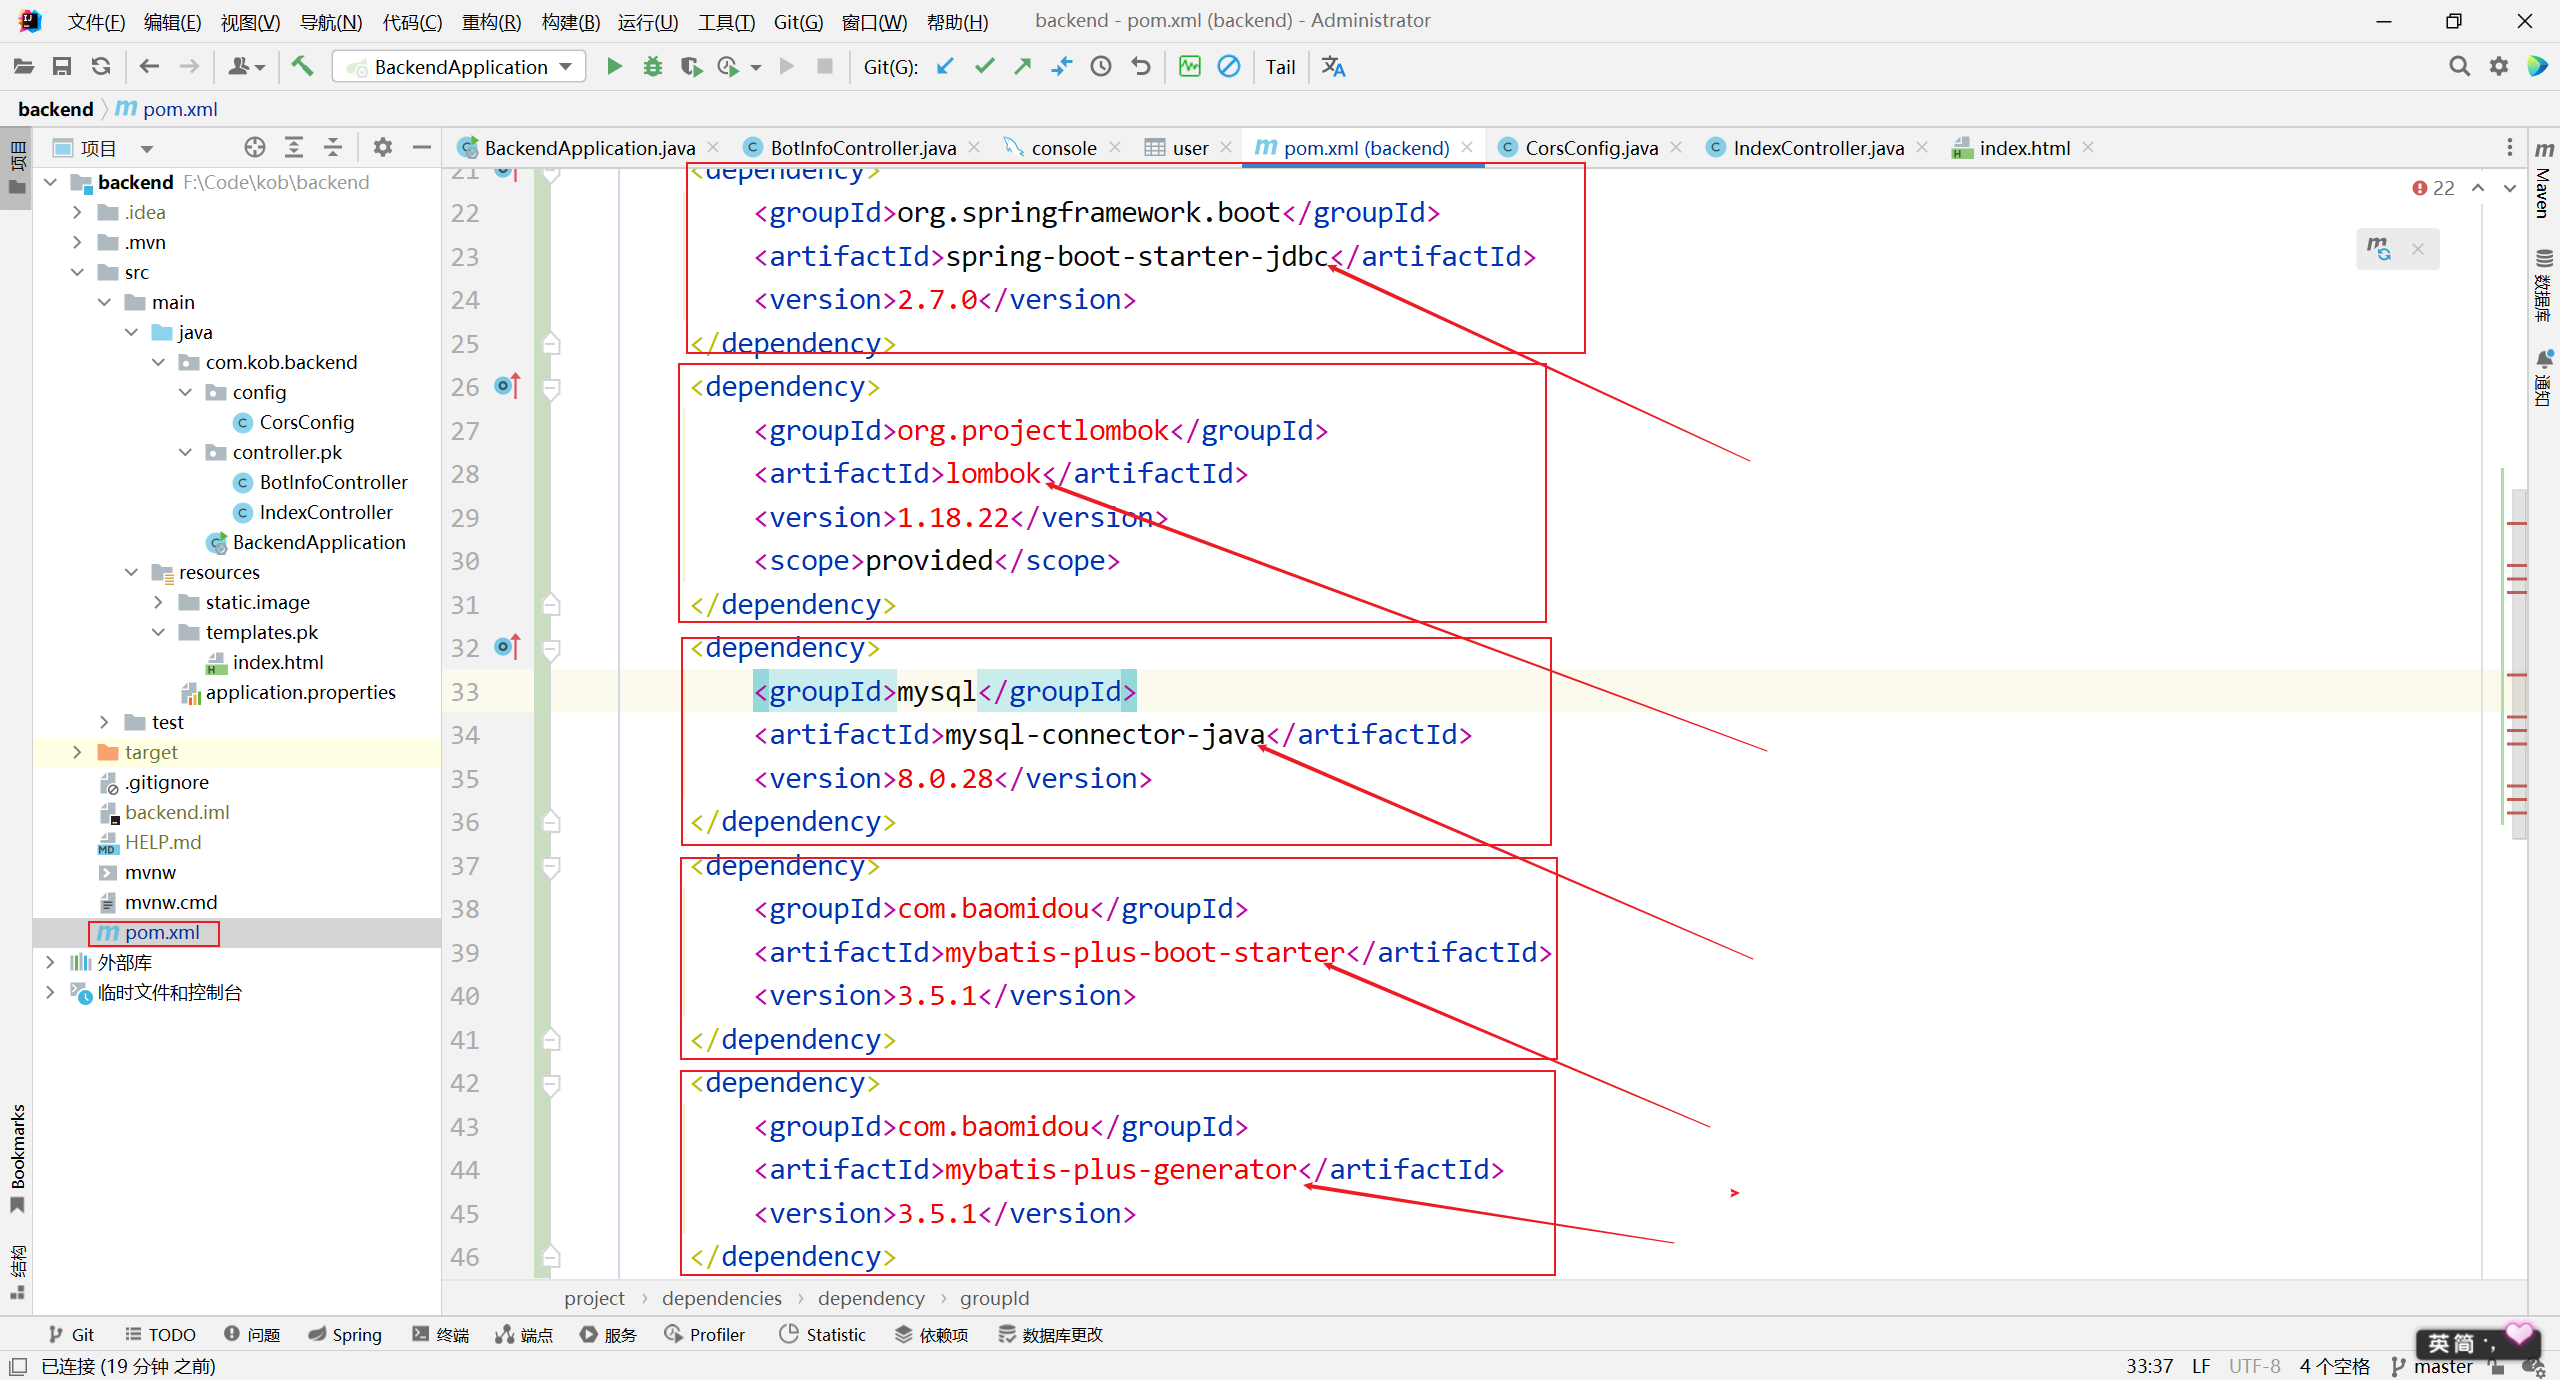 文件(F) 编辑(E) 视图(V) 导航(N) 代码(C) 重构(R) 构建(B) 运行(U) 工具(T) Git(G) 窗口(W) 帮助(H) backend - pom.xml (backend) - Administrator
BackendApplication Git(G): Tail
backend pom.xml
项目
BackendApplication.java BotInfoController.java console user pom.xml (backend) CorsConfig.java IndexController.java index.html
项目
Bookmarks
结构
backend F:\Code\kob\backend
.idea
.mvn
src
main
java
com.kob.backend
config
CorsConfig
controller.pk
BotInfoController
IndexController
BackendApplication
resources
static.image
templates.pk
index.html
application.properties
test
target
.gitignore
backend.iml
HELP.md
mvnw
mvnw.cmd
pom.xml
外部库
临时文件和控制台
21 <dependency>
22 <groupId>org.springframework.boot</groupId>
23 <artifactId>spring-boot-starter-jdbc</artifactId>
24 <version>2.7.0</version>
25 </dependency>
26 <dependency>
27 <groupId>org.projectlombok</groupId>
28 <artifactId>lombok</artifactId>
29 <version>1.18.22</version>
30 <scope>provided</scope>
31 </dependency>
32 <dependency>
33 <groupId>mysql</groupId>
34 <artifactId>mysql-connector-java</artifactId>
35 <version>8.0.28</version>
36 </dependency>
37 <dependency>
38 <groupId>com.baomidou</groupId>
39 <artifactId>mybatis-plus-boot-starter</artifactId>
40 <version>3.5.1</version>
41 </dependency>
42 <dependency>
43 <groupId>com.baomidou</groupId>
44 <artifactId>mybatis-plus-generator</artifactId>
45 <version>3.5.1</version>
46 </dependency>
22
Maven
数据库
通知
project › dependencies › dependency › groupId
Git TODO 问题 Spring 终端 端点 服务 Profiler Statistic 依赖项 数据库更改
英 简 ;
已连接 (19 分钟 之前) 33:37 LF UTF-8 4 个空格 master